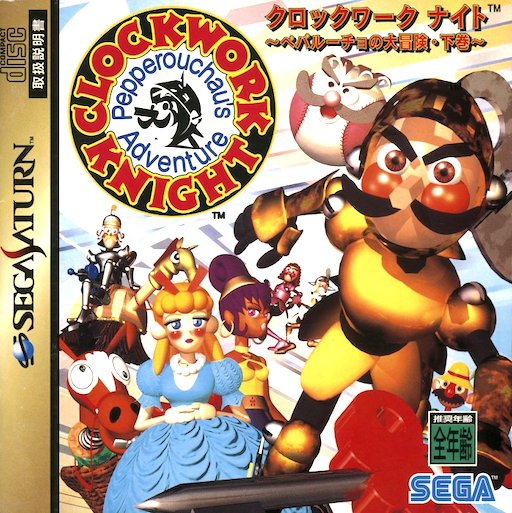 COMPACT
disc
取扱説明書
SEGA SATURN™
CLOCKWORK
KNIGHT
Pepperouchau's
Adventure
™
クロックワーク ナイト™
〜ペパルーチョの大冒険・下巻〜
推奨年齢
全年齢
SEGA